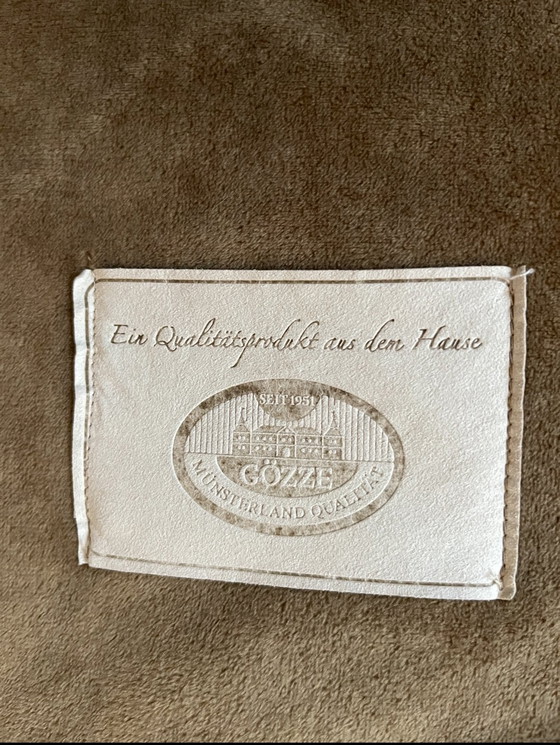 Ein Qualitätsprodukt aus dem Hause
SEIT 1951
GÖZZE
MÜNSTERLAND QUALITÄT